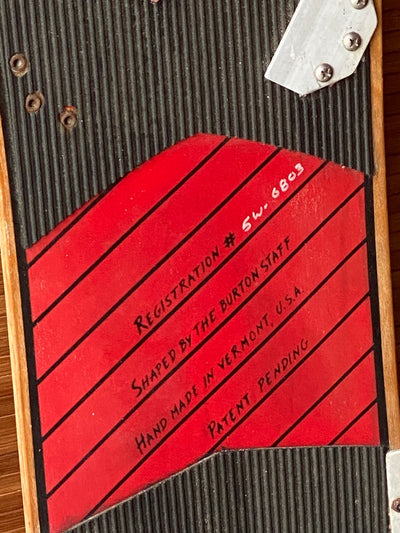 REGISTRATION # SW-6803
SHAPED BY THE BURTON STAFF
HAND MADE IN VERMONT, U.S.A.
PATENT PENDING